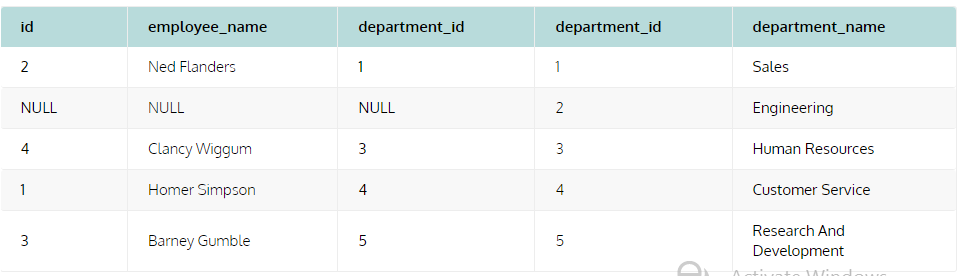 id employee_name department_id department_id department_name
2 Ned Flanders 1 1 Sales
NULL NULL NULL 2 Engineering
4 Clancy Wiggum 3 3 Human Resources
1 Homer Simpson 4 4 Customer Service
3 Barney Gumble 5 5 Research And
Development
Activate Windows